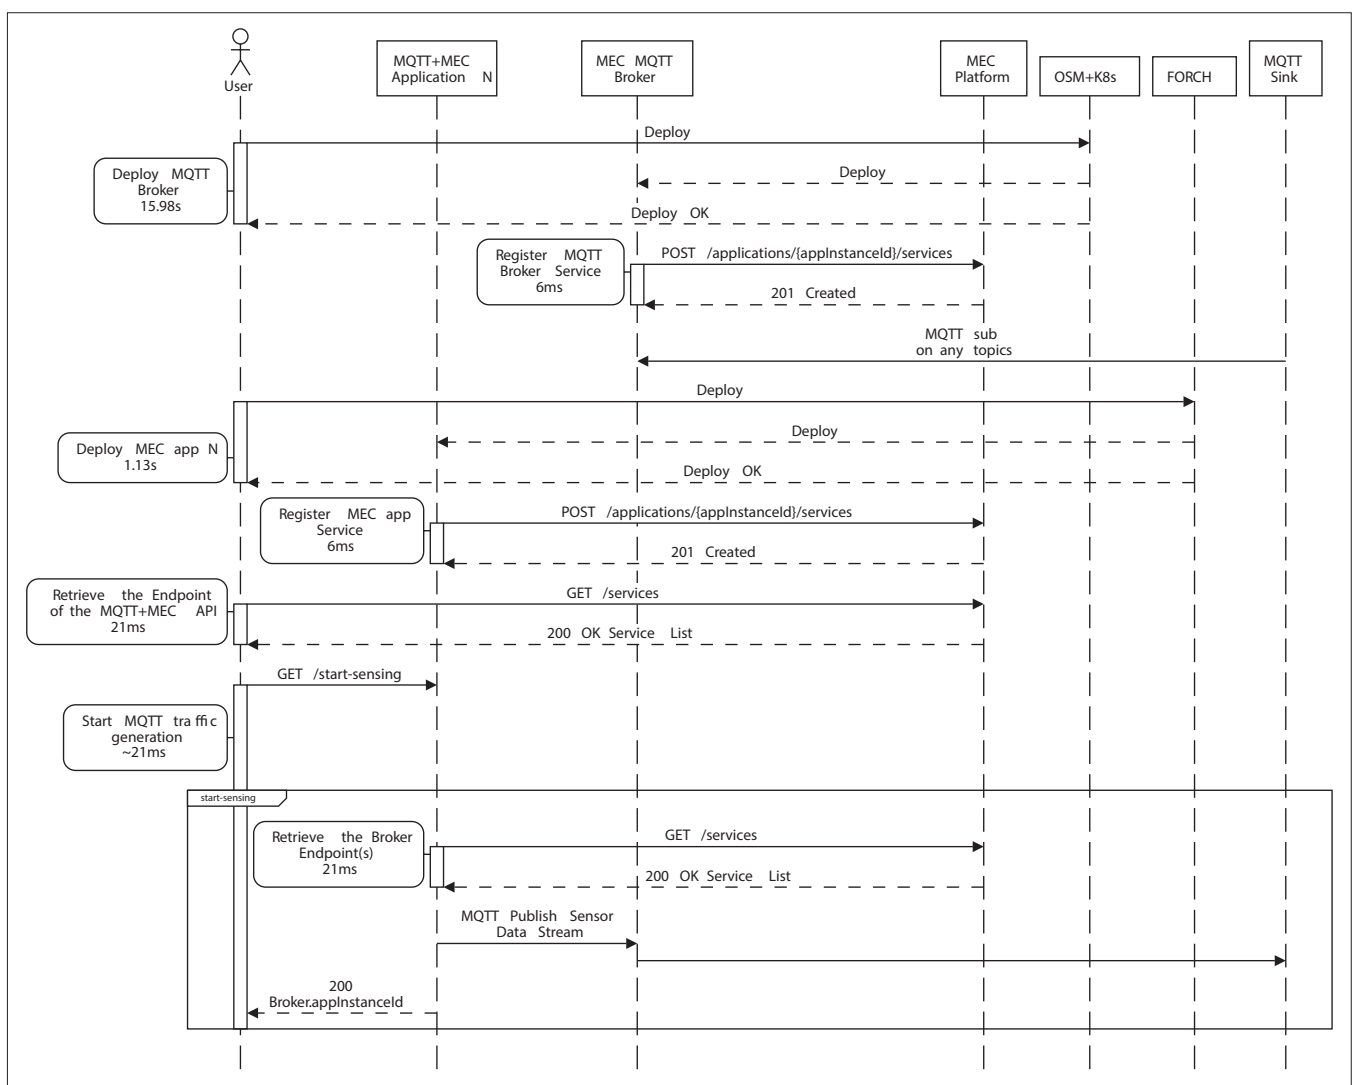 User
MQTT+MEC
Application N
MEC MQTT
Broker
MEC
Platform
OSM+K8s
FORCH
MQTT
Sink
Deploy
Deploy MQTT
Broker
15.98s
Deploy
Deploy OK
Register MQTT
Broker Service
6ms
POST /applications/{appInstanceId}/services
201 Created
MQTT sub
on any topics
Deploy
Deploy MEC app N
1.13s
Deploy
Deploy OK
Register MEC app
Service
6ms
POST /applications/{appInstanceId}/services
201 Created
Retrieve the Endpoint
of the MQTT+MEC API
21ms
GET /services
200 OK Service List
GET /start-sensing
Start MQTT traffic
generation
~21ms
start-sensing
Retrieve the Broker
Endpoint(s)
21ms
GET /services
200 OK Service List
MQTT Publish Sensor
Data Stream
200
Broker.appInstanceId